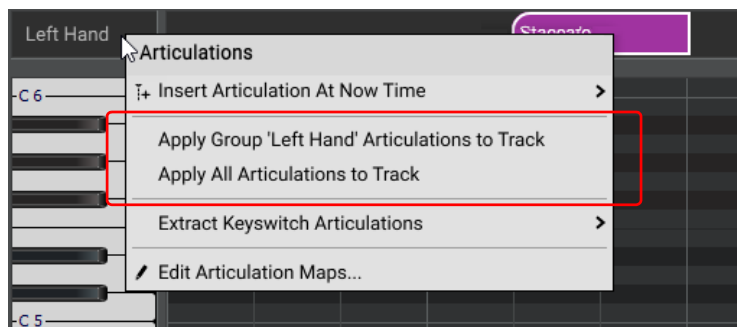 Left Hand
Staccato
Articulations
-C 6
Insert Articulation At Now Time
Apply Group 'Left Hand' Articulations to Track
Apply All Articulations to Track
Extract Keyswitch Articulations
Edit Articulation Maps...
-C 5